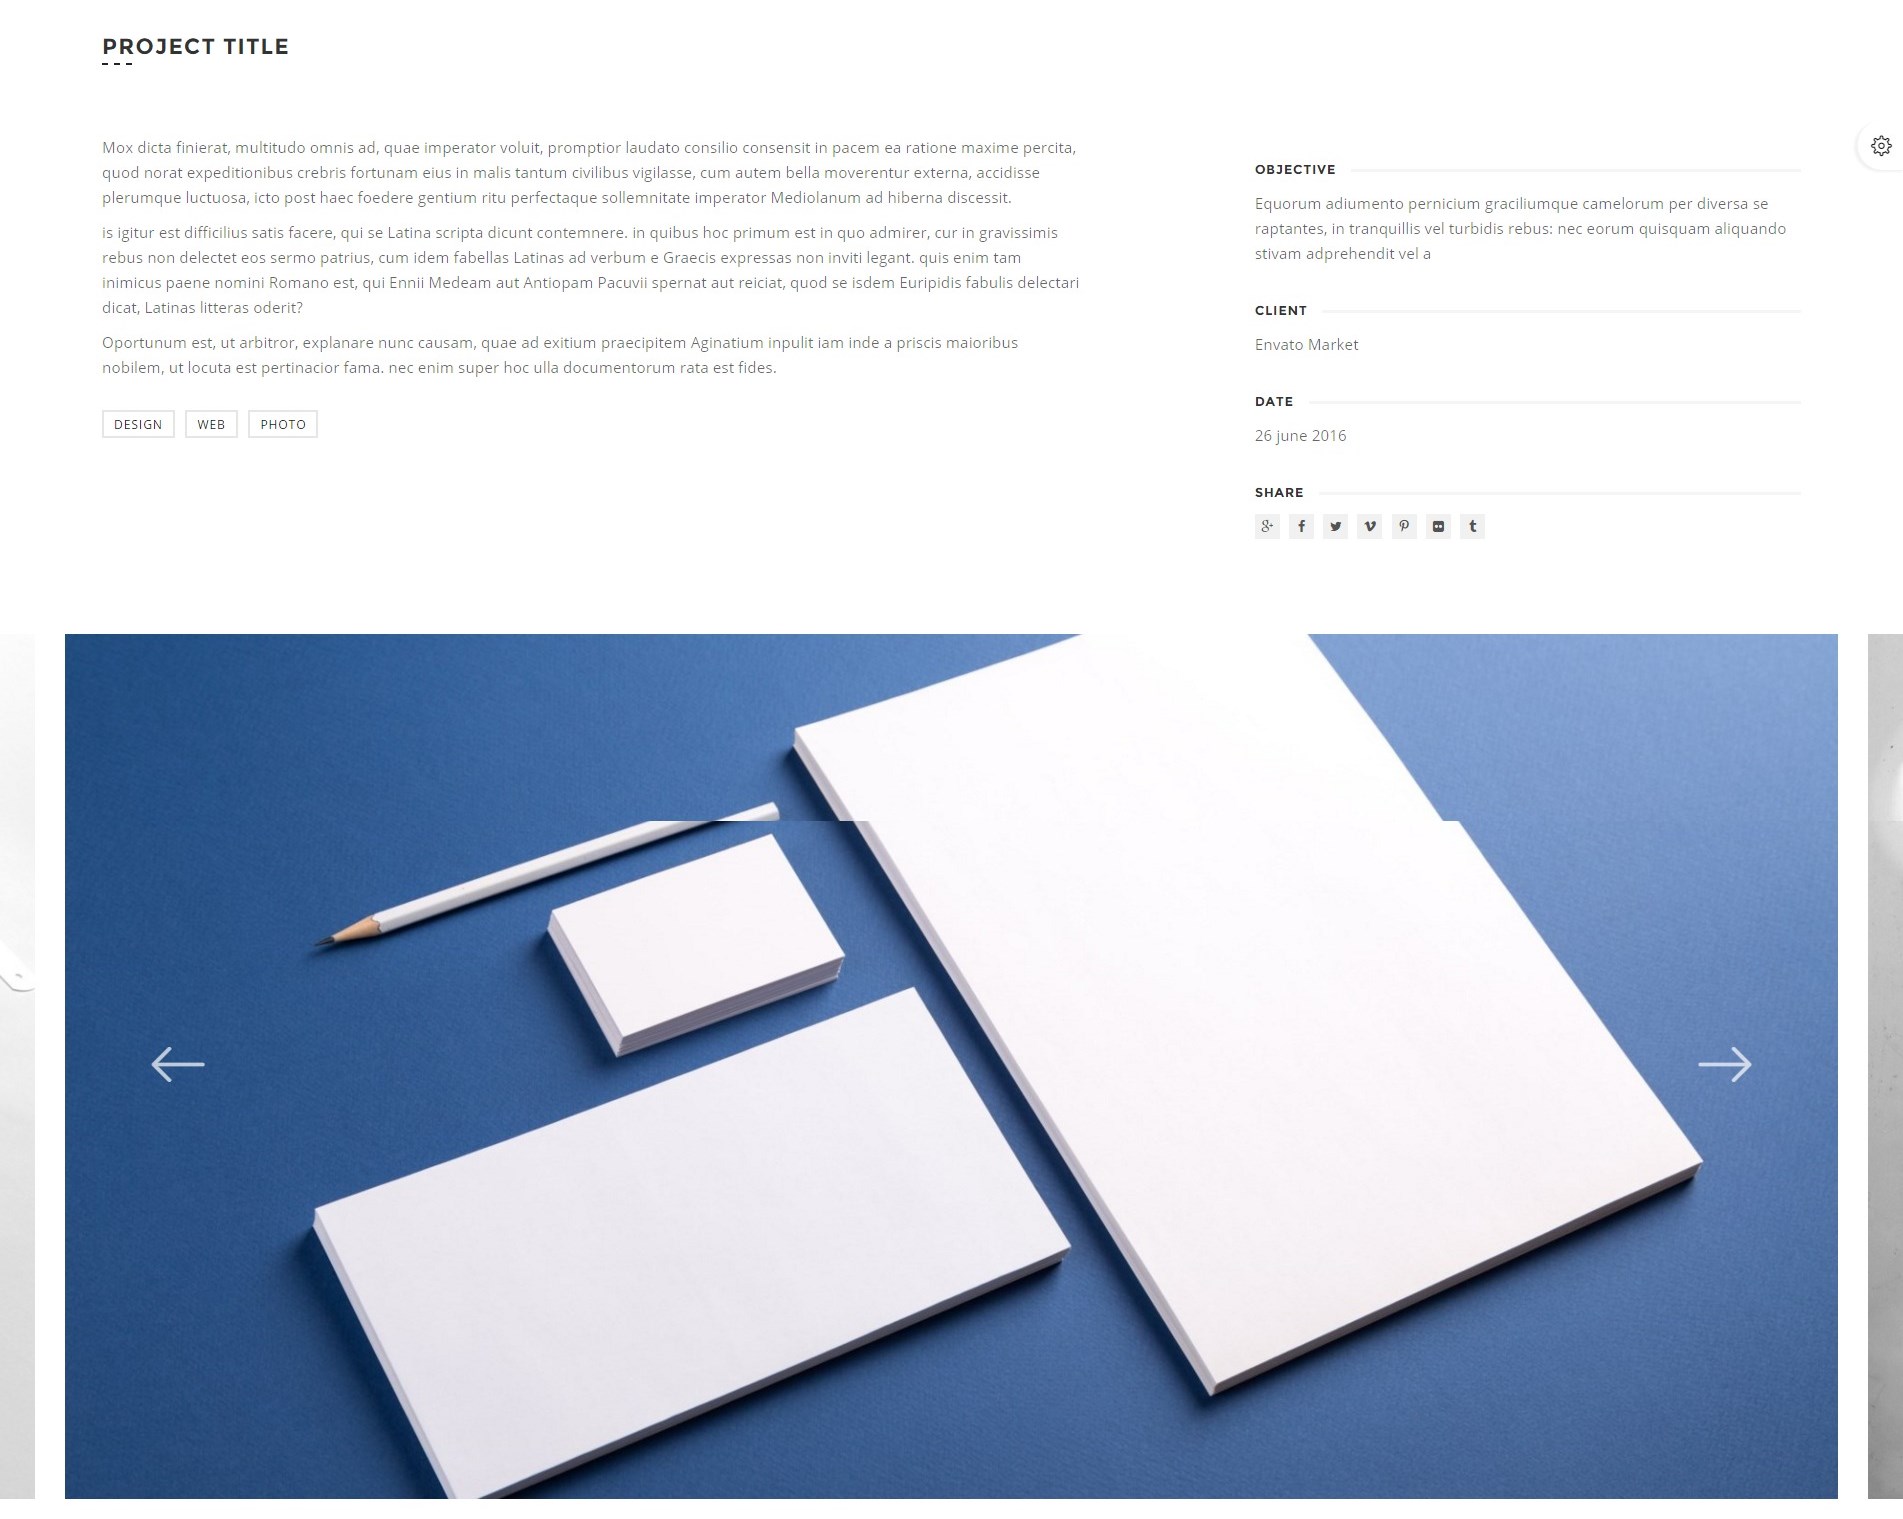 PROJECT TITLE
Mox dicta finierat, multitudo omnis ad, quae imperator voluit, promptior laudato consilio consensit in pacem ea ratione maxime percita,
quod norat expeditionibus crebris fortunam eius in malis tantum civilibus vigilasse, cum autem bella moverentur externa, accidisse
plerumque luctuosa, icto post haec foedere gentium ritu perfectaque sollemnitate imperator Mediolanum ad hiberna discessit.
is igitur est difficilius satis facere, qui se Latina scripta dicunt contemnere. in quibus hoc primum est in quo admirer, cur in gravissimis
rebus non delectet eos sermo patrius, cum idem fabellas Latinas ad verbum e Graecis expressas non inviti legant. quis enim tam
inimicus paene nomini Romano est, qui Ennii Medeam aut Antiopam Pacuvii spernat aut reiciat, quod se isdem Euripidis fabulis delectari
dicat, Latinas litteras oderit?
Oportunum est, ut arbitror, explanare nunc causam, quae ad exitium praecipitem Aginatium inpulit iam inde a priscis maioribus
nobilem, ut locuta est pertinacior fama. nec enim super hoc ulla documentorum rata est fides.
DESIGN WEB PHOTO
OBJECTIVE
Equorum adiumento pernicium graciliumque camelorum per diversa se
raptantes, in tranquillis vel turbidis rebus: nec eorum quisquam aliquando
stivam adprehendit vel a
CLIENT
Envato Market
DATE
26 june 2016
SHARE